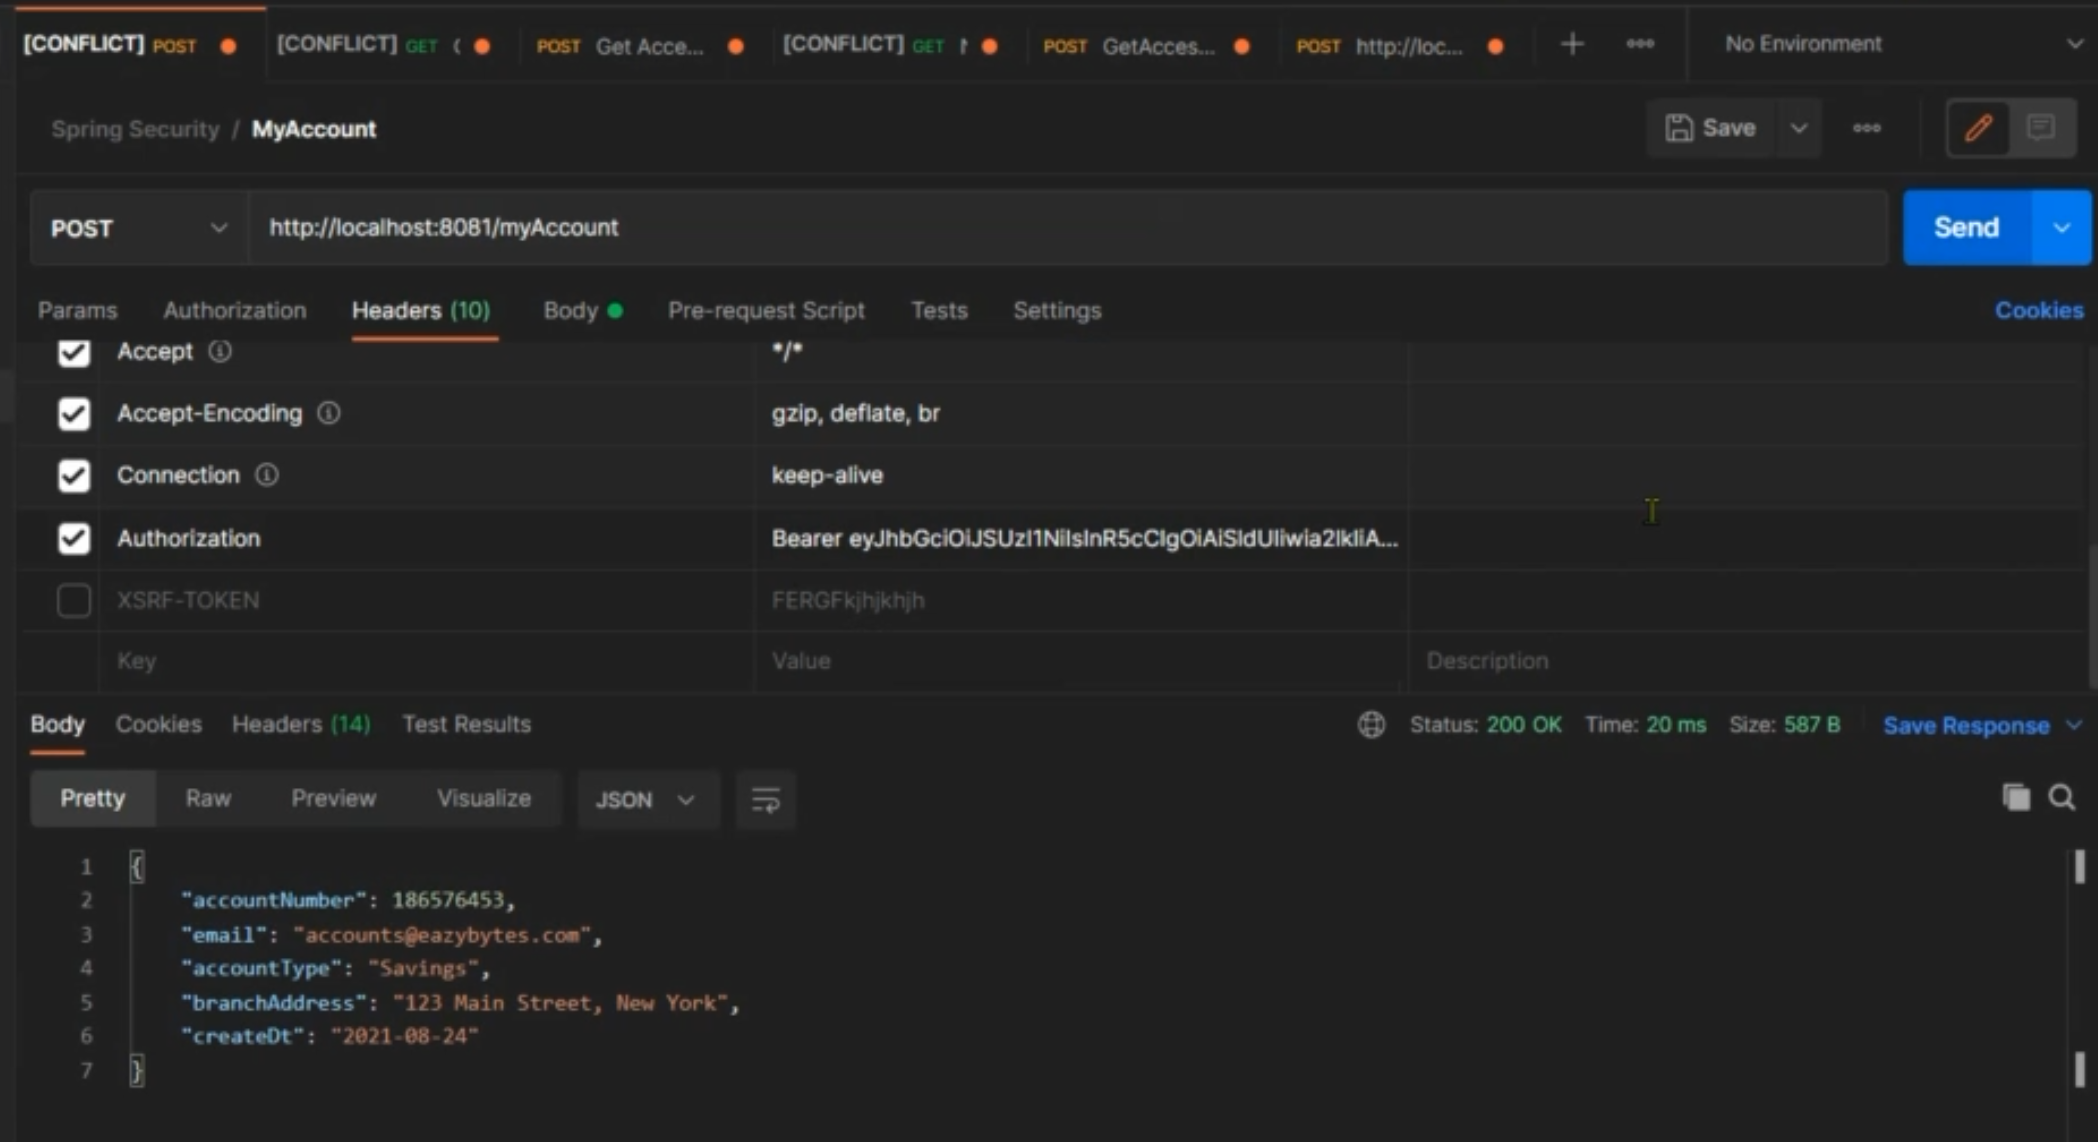 [CONFLICT] POST [CONFLICT] GET POST Get Acce... [CONFLICT] GET POST GetAcces... POST http://loc... No Environment
Spring Security / MyAccount Save
POST http://localhost:8081/myAccount Send
Params Authorization Headers (10) Body Pre-request Script Tests Settings Cookies
Accept */*
Accept-Encoding gzip, deflate, br
Connection keep-alive
Authorization Bearer eyJhbGciOiJSUzI1NiIsInR5cCIgOiAiSldUIiwia2lkIiA...
XSRF-TOKEN FERGFkjhjkhjh
Key Value Description
Body Cookies Headers (14) Test Results Status: 200 OK Time: 20 ms Size: 587 B Save Response
Pretty Raw Preview Visualize JSON
1 {
2 "accountNumber": 186576453,
3 "email": "accounts@eazybytes.com",
4 "accountType": "Savings",
5 "branchAddress": "123 Main Street, New York",
6 "createDt": "2021-08-24"
7 }